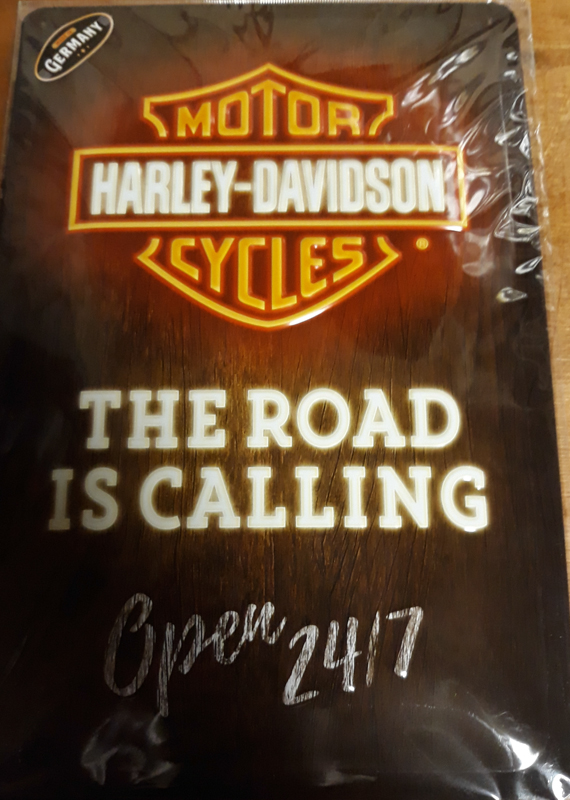 GERMANY
MOTOR
HARLEY-DAVIDSON
CYCLES®
THE ROAD
IS CALLING
Open 24/7